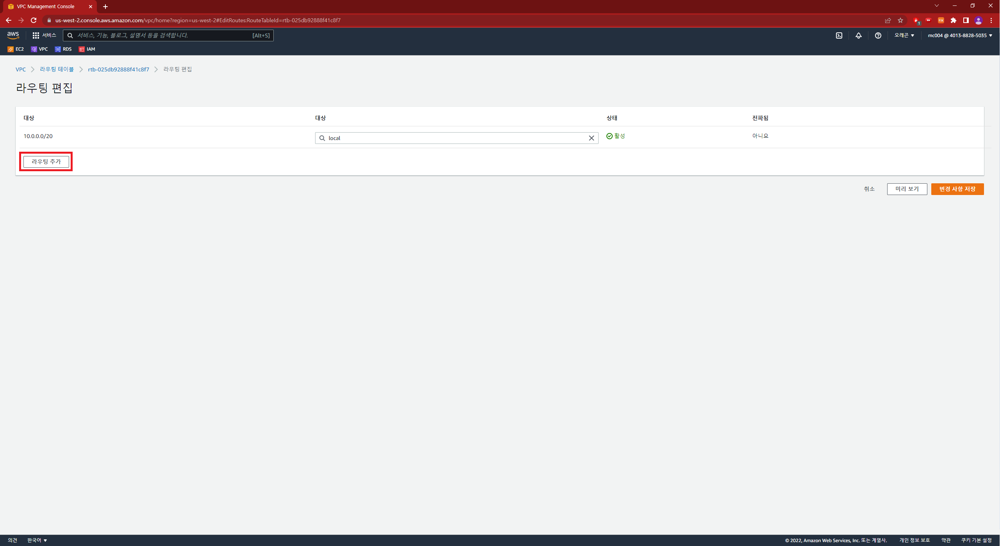 VPC Management Console
us-west-2.console.aws.amazon.com/vpc/home?region=us-west-2#EditRoutes:RouteTableId=rtb-025db92888f41c8f7
1
aws
서비스
서비스, 기능, 블로그, 설명서 등을 검색합니다.
[Alt+S]
오레곤
mc004 @ 4013-8828-5035
EC2
VPC
RDS
IAM
VPC
라우팅 테이블
rtb-025db92888f41c8f7
라우팅 편집
라우팅 편집
대상
대상
상태
전파됨
10.0.0.0/20
local
활성
아니요
라우팅 추가
취소
미리 보기
변경 사항 저장
의견
한국어
© 2022, Amazon Web Services, Inc. 또는 계열사.
개인 정보 보호
약관
쿠키 기본 설정